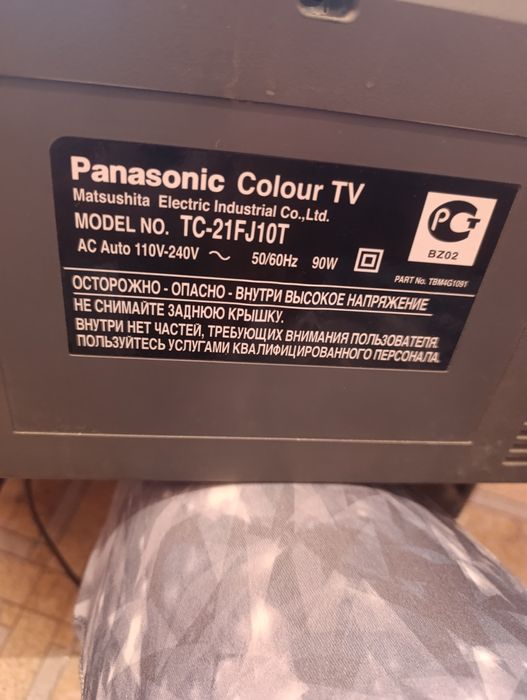 Panasonic Colour TV
Matsushita Electric Industrial Co.,Ltd.
MODEL NO. TC-21FJ10T
AC Auto 110V-240V ~ 50/60Hz 90W
РСТ
BZ02
PART No. TBM4G1091
ОСТОРОЖНО - ОПАСНО - ВНУТРИ ВЫСОКОЕ НАПРЯЖЕНИЕ
НЕ СНИМАЙТЕ ЗАДНЮЮ КРЫШКУ.
ВНУТРИ НЕТ ЧАСТЕЙ, ТРЕБУЮЩИХ ВНИМАНИЯ ПОЛЬЗОВАТЕЛЯ.
ПОЛЬЗУЙТЕСЬ УСЛУГАМИ КВАЛИФИЦИРОВАННОГО ПЕРСОНАЛА.